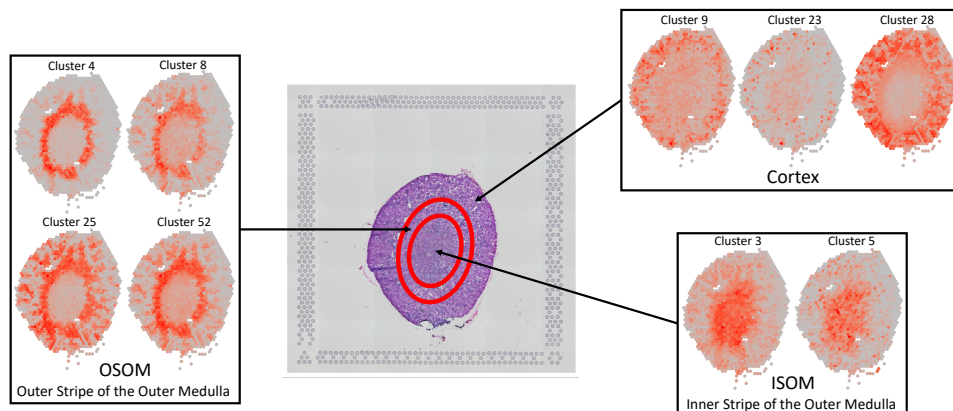 Cluster 4
Cluster 8
Cluster 25
Cluster 52
OSOM
Outer Stripe of the Outer Medulla
Cluster 9
Cluster 23
Cluster 28
Cortex
Cluster 3
Cluster 5
ISOM
Inner Stripe of the Outer Medulla